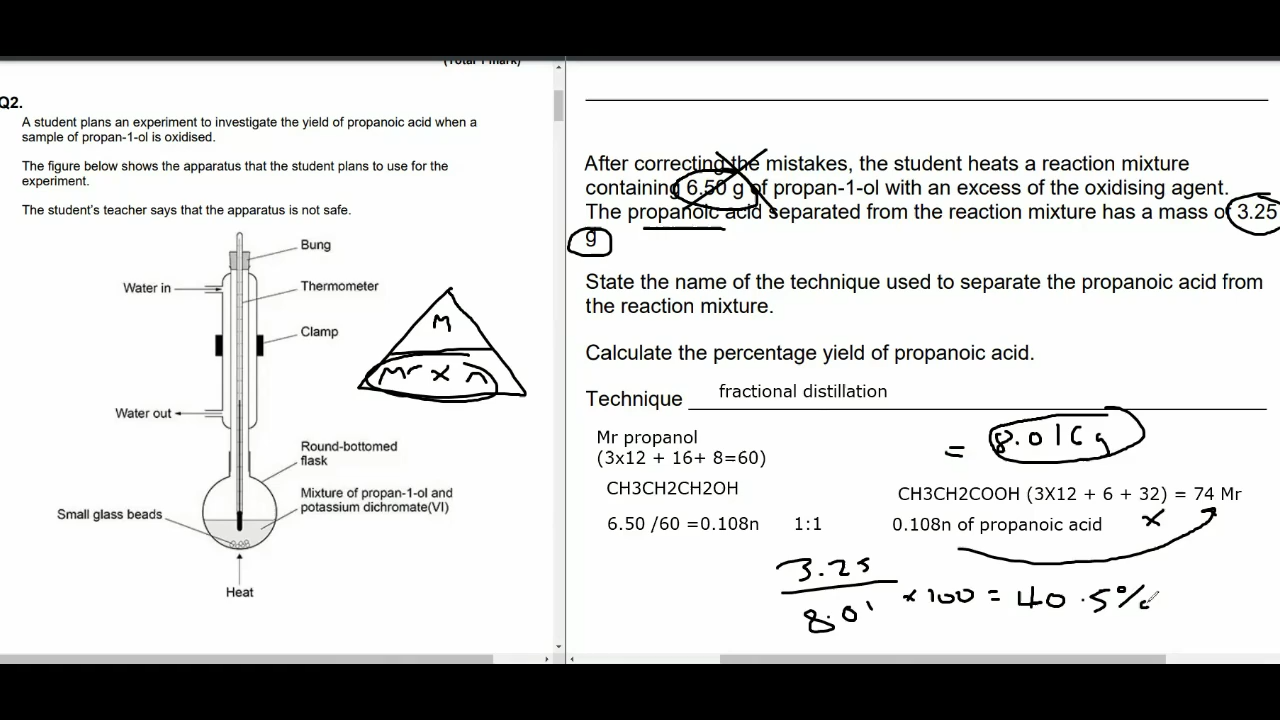 (Total 1 mark)
Q2.
A student plans an experiment to investigate the yield of propanoic acid when a
sample of propan-1-ol is oxidised.
The figure below shows the apparatus that the student plans to use for the
experiment.
The student's teacher says that the apparatus is not safe.
Bung
Water in
Thermometer
Clamp
Water out
Round-bottomed
flask
Mixture of propan-1-ol and
potassium dichromate(VI)
Small glass beads
Heat
M
Mr x n
After correcting the mistakes, the student heats a reaction mixture
containing 6.50 g of propan-1-ol with an excess of the oxidising agent.
The propanoic acid separated from the reaction mixture has a mass of 3.25
g
State the name of the technique used to separate the propanoic acid from
the reaction mixture.
Calculate the percentage yield of propanoic acid.
Technique fractional distillation
Mr propanol
(3x12 + 16+ 8=60)
= 8.016 g
CH3CH2CH2OH
CH3CH2COOH (3X12 + 6 + 32) = 74 Mr
6.50 /60 =0.108n 1:1 0.108n of propanoic acid x
3.25
8.01 x 100 = 40.5%